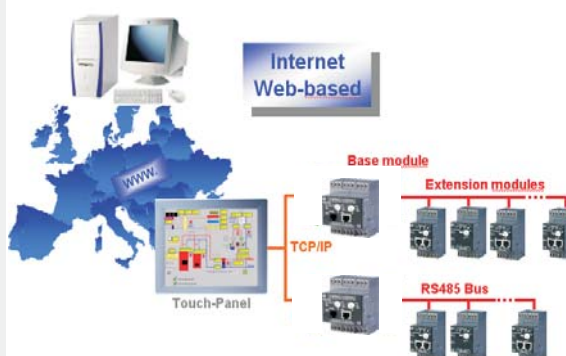 Internet
Web-based
www.
Base module
Extension modules
TCP/IP
RS485 Bus
Touch-Panel